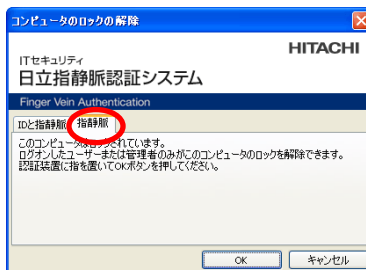 コンピュータのロックの解除
HITACHI
ITセキュリティ
日立指静脈認証システム
Finger Vein Authentication
IDと指静脈 指静脈
このコンピュータはロックされています。
ログオンしたユーザーまたは管理者のみがこのコンピュータのロックを解除できます。
認証装置に指を置いてOKボタンを押してください。
OK キャンセル